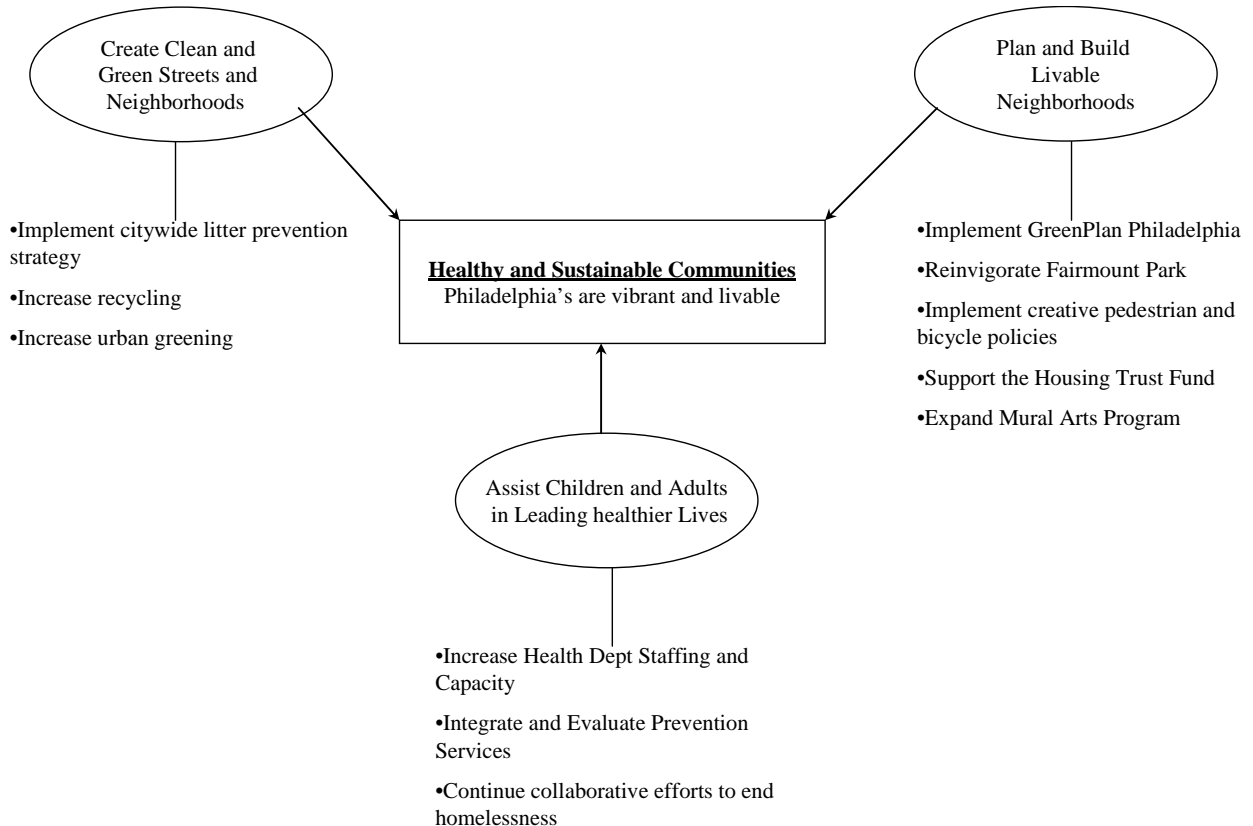 Create Clean and
Green Streets and
Neighborhoods
•Implement citywide litter prevention
strategy
•Increase recycling
•Increase urban greening
Plan and Build
Livable
Neighborhoods
•Implement GreenPlan Philadelphia
•Reinvigorate Fairmount Park
•Implement creative pedestrian and
bicycle policies
•Support the Housing Trust Fund
•Expand Mural Arts Program
Healthy and Sustainable Communities
Philadelphia’s are vibrant and livable
Assist Children and Adults
in Leading healthier Lives
•Increase Health Dept Staffing and
Capacity
•Integrate and Evaluate Prevention
Services
•Continue collaborative efforts to end
homelessness